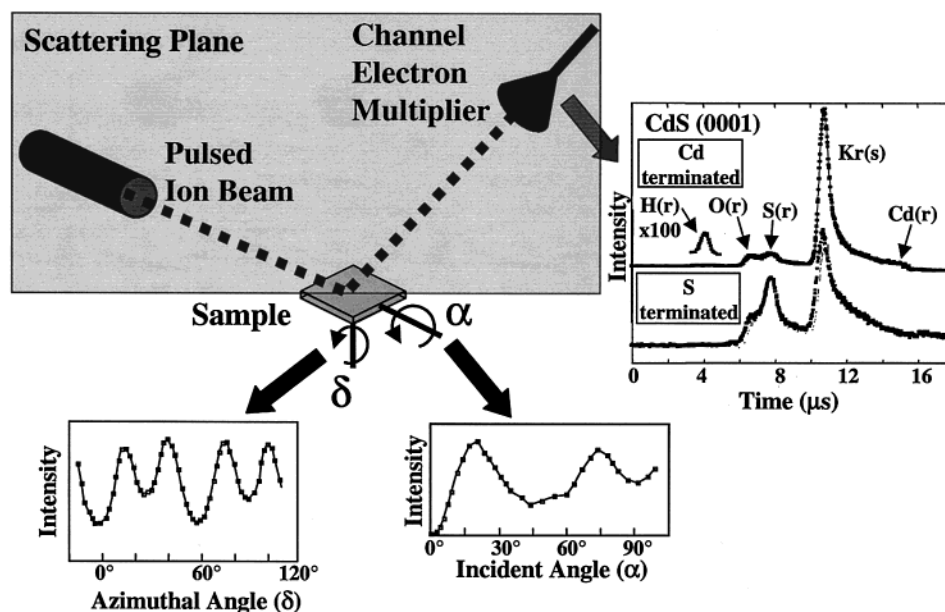 Scattering Plane
Channel
Electron
Multiplier
Pulsed
Ion Beam
Sample
α
δ
CdS (0001)
Cd
terminated
Kr(s)
H(r)
x100
O(r)
S(r)
Cd(r)
S
terminated
Intensity
0 4 8 12 16
Time (μs)
Intensity
0° 60° 120°
Azimuthal Angle (δ)
Intensity
0° 30° 60° 90°
Incident Angle (α)